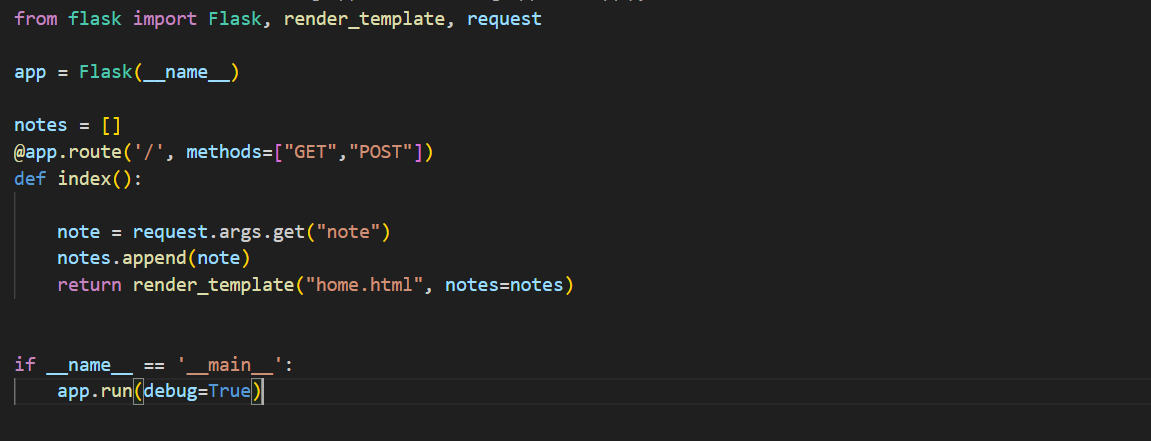 from flask import Flask, render_template, request
app = Flask(__name__)
notes = []
@app.route('/', methods=["GET","POST"])
def index():
note = request.args.get("note")
notes.append(note)
return render_template("home.html", notes=notes)
if __name__ == '__main__':
app.run(debug=True)